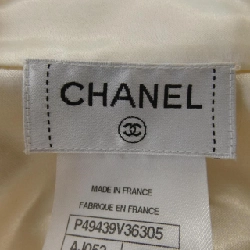 CHANEL
MADE IN FRANCE
FABRIQUE EN FRANCE
P49439V36305